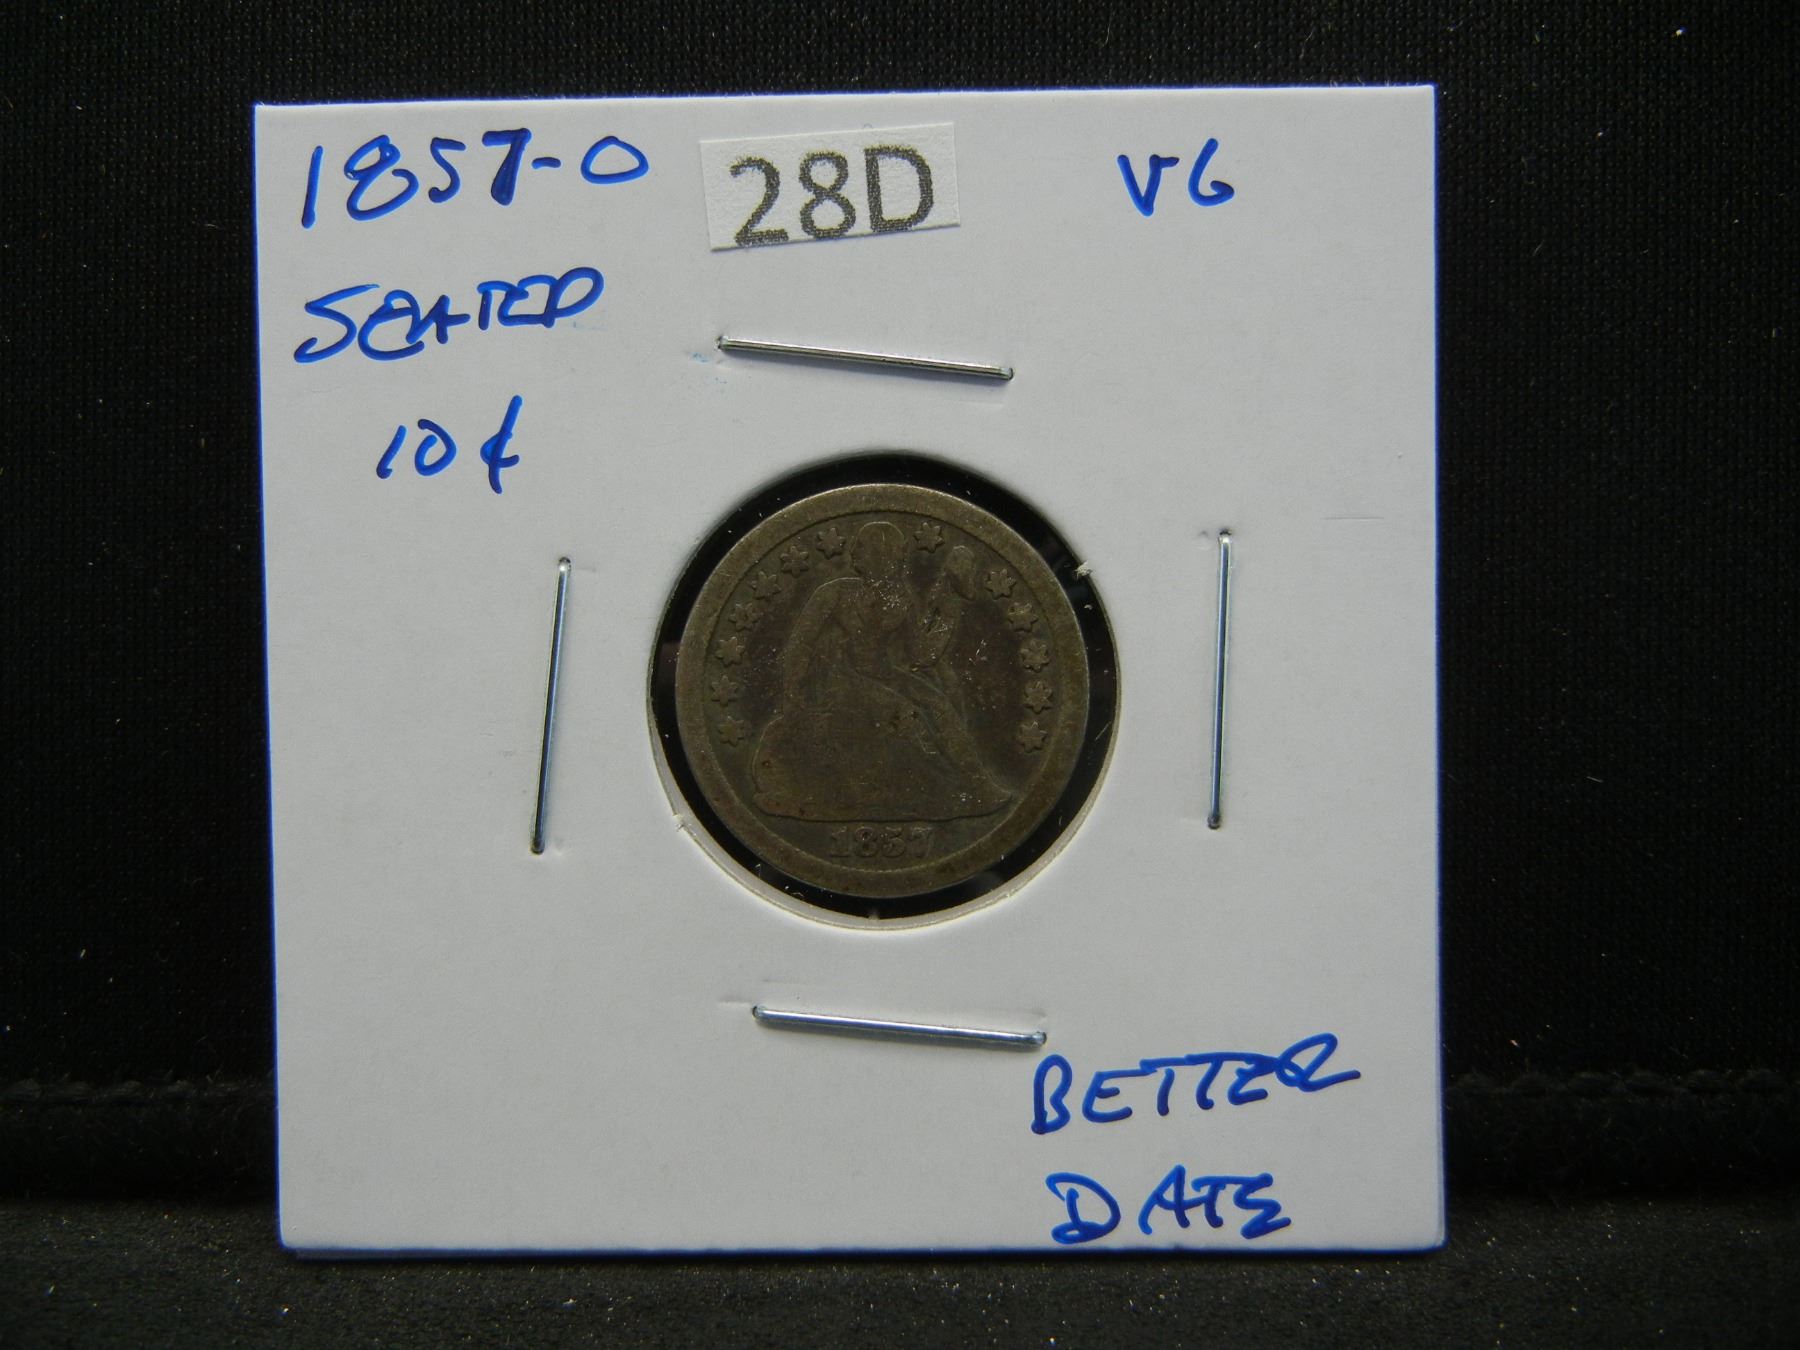 1857-O
28D
VG
SEATED
10¢
1857
BETTER
DATE